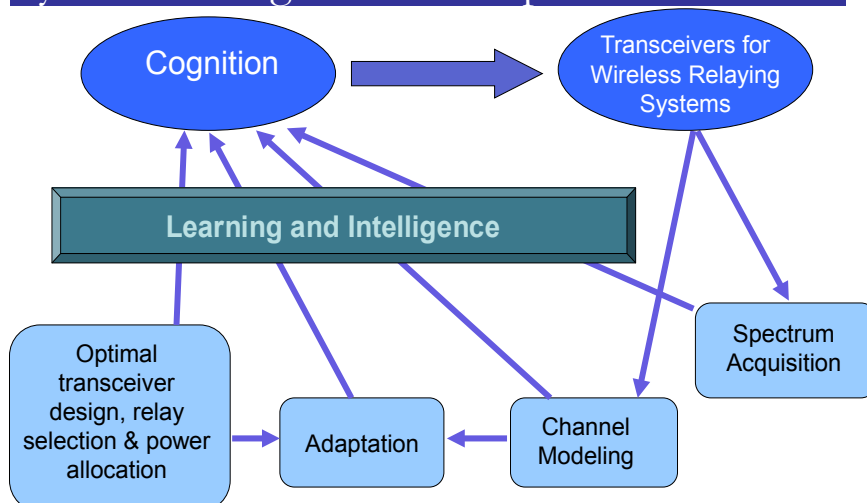 Cognition
Transceivers for
Wireless Relaying
Systems
Learning and Intelligence
Spectrum
Acquisition
Optimal
transceiver
design, relay
selection & power
allocation
Adaptation
Channel
Modeling